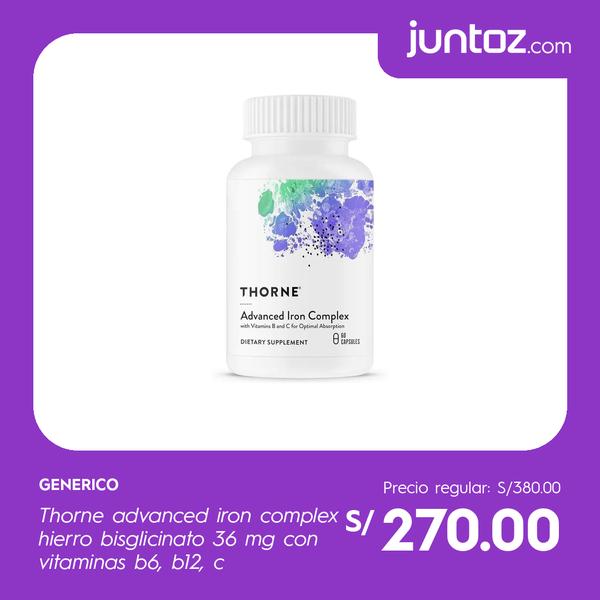 juntoz.com
THORNE®
Advanced Iron Complex
with Vitamins B and C for Optimal Absorption
DIETARY SUPPLEMENT
60
CAPSULES
GENERICO
Thorne advanced iron complex
hierro bisglicinato 36 mg con
vitaminas b6, b12, c
Precio regular: S/380.00
S/ 270.00